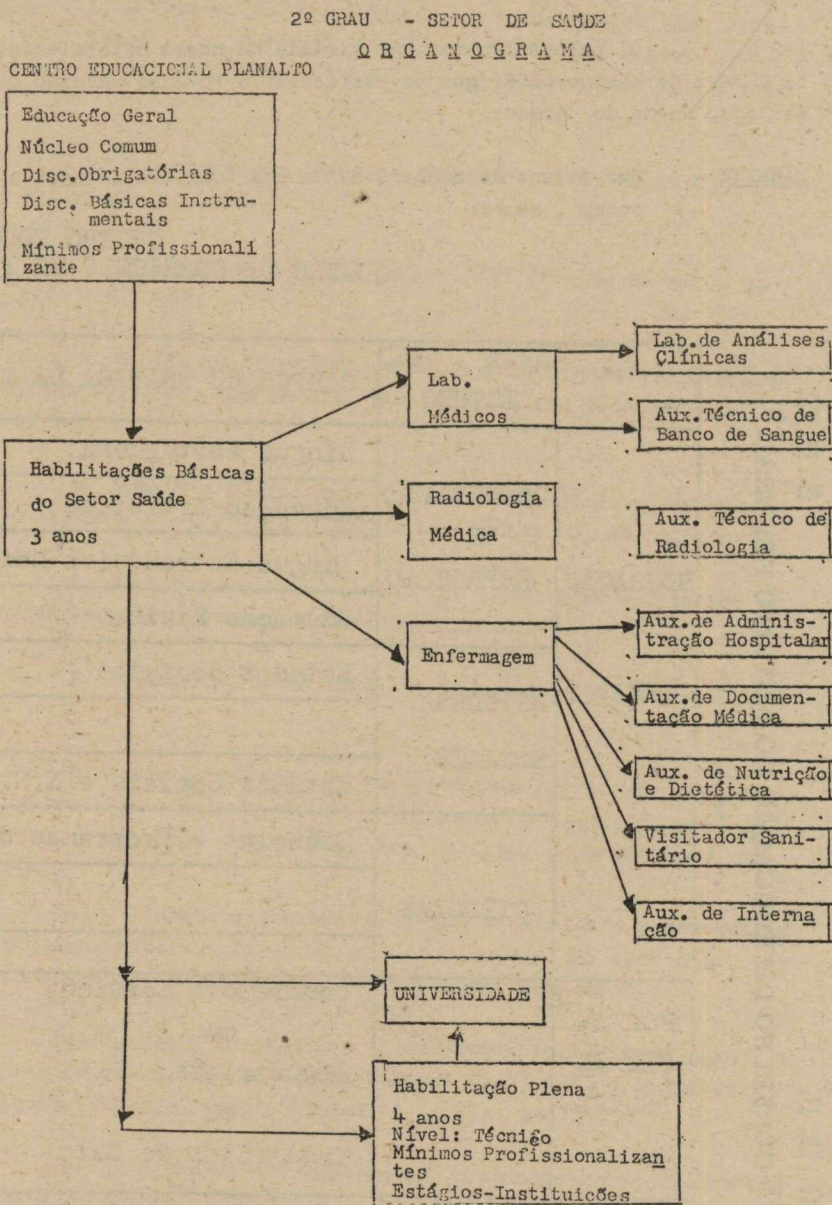 2º GRAU - SETOR DE SAÚDE
ORGANOGRAMA
CENTRO EDUCACIONAL PLANALTO
Educação Geral
Núcleo Comum
Disc.Obrigatórias
Disc. Básicas Instru-
mentais
Mínimos Profissionali
zante
Habilitações Básicas
do Setor Saúde
3 anos
Lab.
Médicos
Radiologia
Médica
Enfermagem
Lab.de Análises
Clínicas
Aux.Técnico de
Banco de Sangue
Aux. Técnico de
Radiologia
Aux.de Adminis-
tração Hospitalar
Aux.de Documen-
tação Médica
Aux. de Nutrição
e Dietética
Visitador Sani-
tário
Aux. de Interna
ção
UNIVERSIDADE
Habilitação Plena
4 anos
Nível: Técnico
Mínimos Profissionalizan
tes
Estágios-Instituições